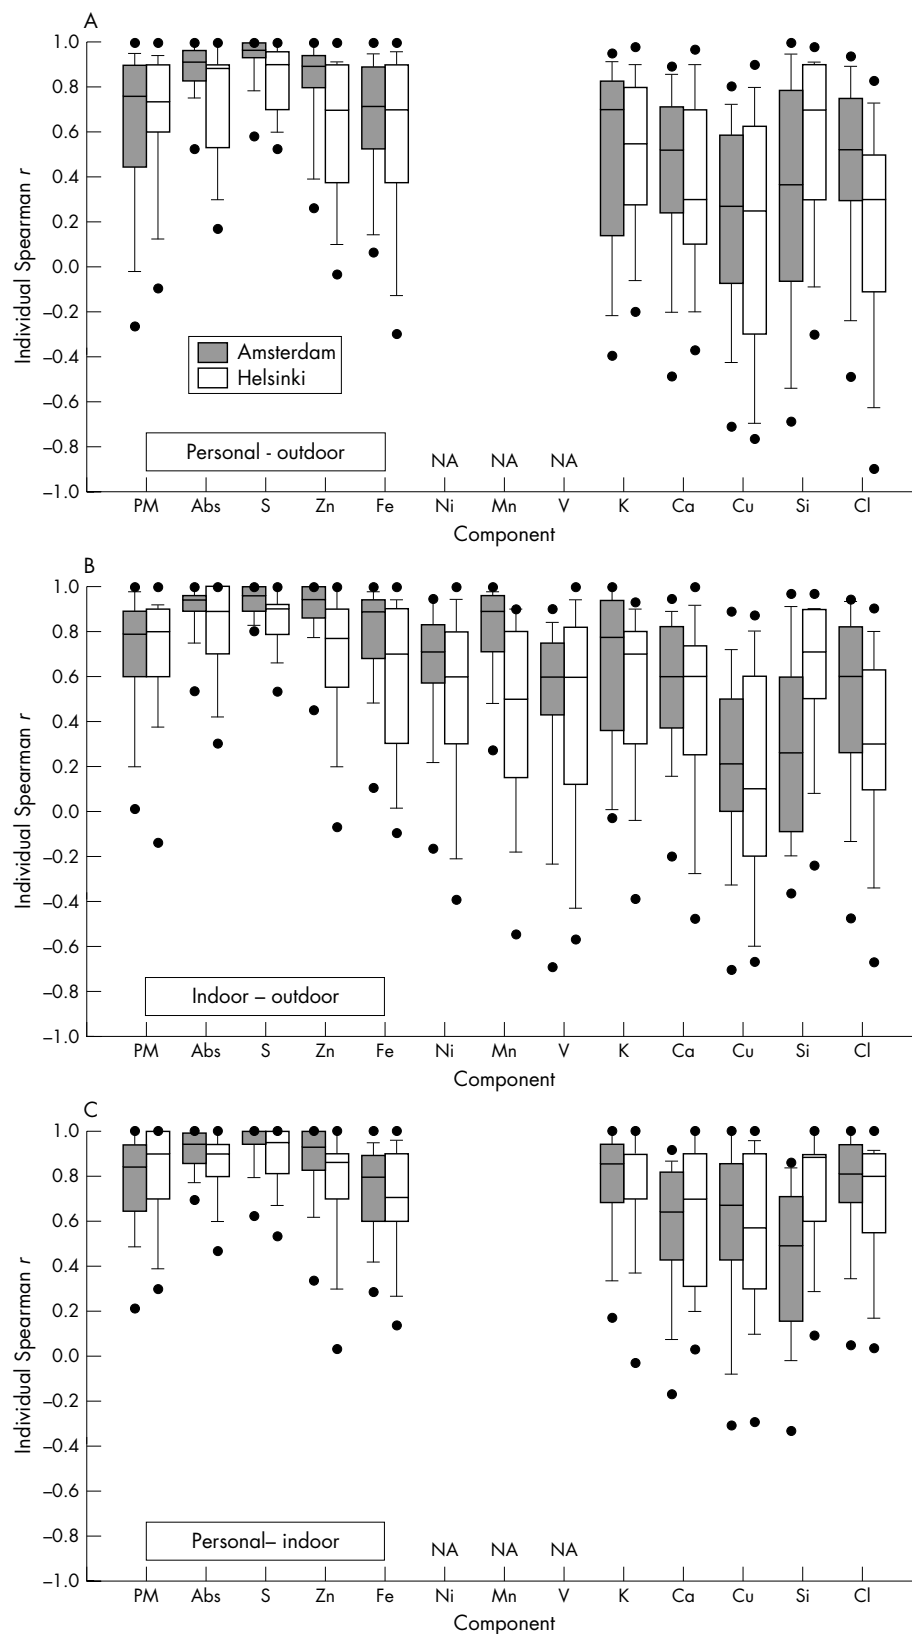 A
1.0
0.8
0.6
0.4
0.2
0.0
–0.2
–0.4
–0.6
–0.8
–1.0
Individual Spearman r
Amsterdam
Helsinki
Personal - outdoor
NA NA NA
PM Abs S Zn Fe Ni Mn V K Ca Cu Si Cl
Component
B
1.0
0.8
0.6
0.4
0.2
0.0
–0.2
–0.4
–0.6
–0.8
–1.0
Individual Spearman r
Indoor – outdoor
PM Abs S Zn Fe Ni Mn V K Ca Cu Si Cl
Component
C
1.0
0.8
0.6
0.4
0.2
0.0
–0.2
–0.4
–0.6
–0.8
–1.0
Individual Spearman r
Personal– indoor
NA NA NA
PM Abs S Zn Fe Ni Mn V K Ca Cu Si Cl
Component